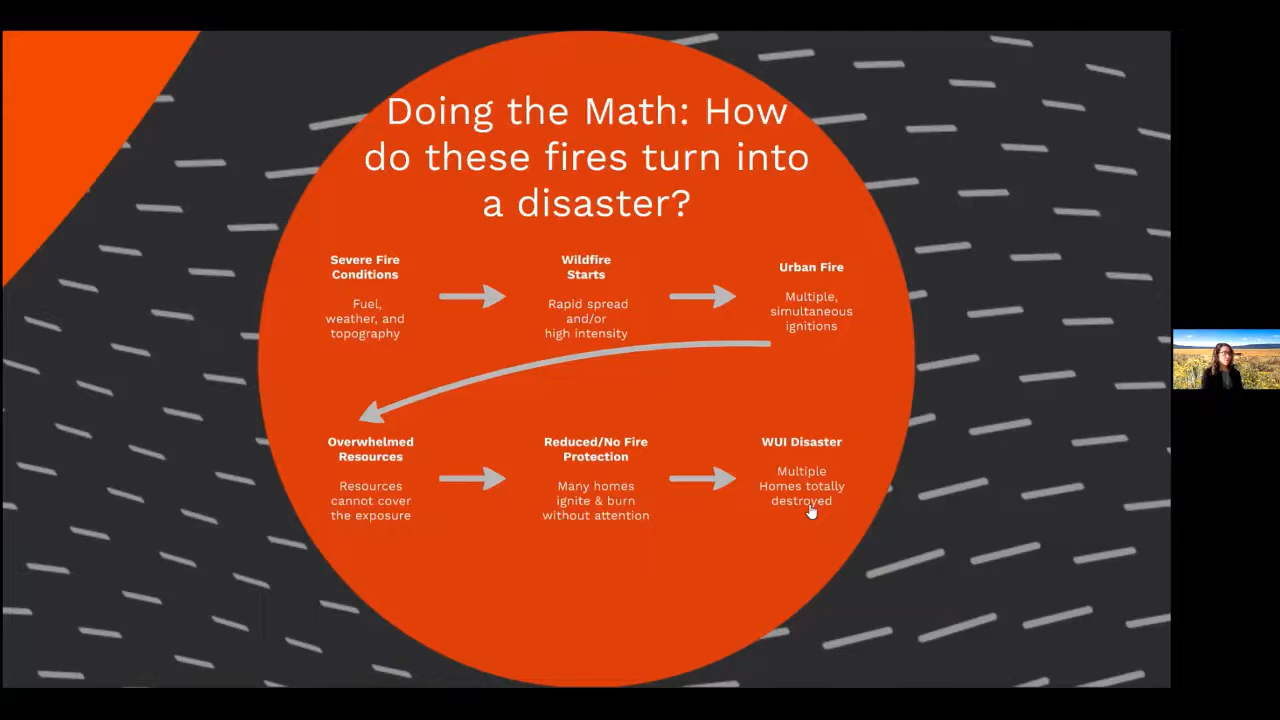 Doing the Math: How
do these fires turn into
a disaster?
Severe Fire
Conditions
Fuel,
weather, and
topography
Wildfire
Starts
Rapid spread
and/or
high intensity
Urban Fire
Multiple,
simultaneous
ignitions
Overwhelmed
Resources
Resources
cannot cover
the exposure
Reduced/No Fire
Protection
Many homes
ignite & burn
without attention
WUI Disaster
Multiple
Homes totally
destroyed